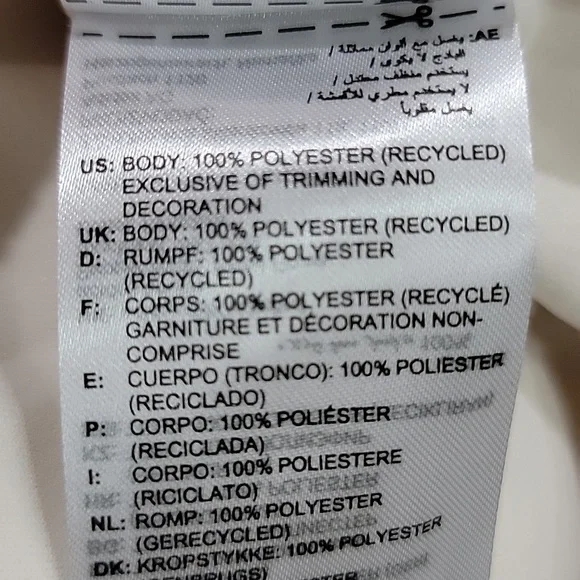 AE: يغسل مع ألوان مماثلة /
البادج لا يكوى /
يستخدم منظف معتدل /
لا يستخدم مطري للأقمشة /
يغسل مقلوباً
US: BODY: 100% POLYESTER (RECYCLED)
EXCLUSIVE OF TRIMMING AND
DECORATION
UK: BODY: 100% POLYESTER (RECYCLED)
D: RUMPF: 100% POLYESTER
(RECYCLED)
F: CORPS: 100% POLYESTER (RECYCLÉ)
GARNITURE ET DÉCORATION NON-
COMPRISE
E: CUERPO (TRONCO): 100% POLIESTER
(RECICLADO)
P: CORPO: 100% POLIÉSTER
(RECICLADA)
I: CORPO: 100% POLIESTERE
(RICICLATO)
NL: ROMP: 100% POLYESTER
(GERECYCLED)
DK: KROPSTYKKE: 100% POLYESTER